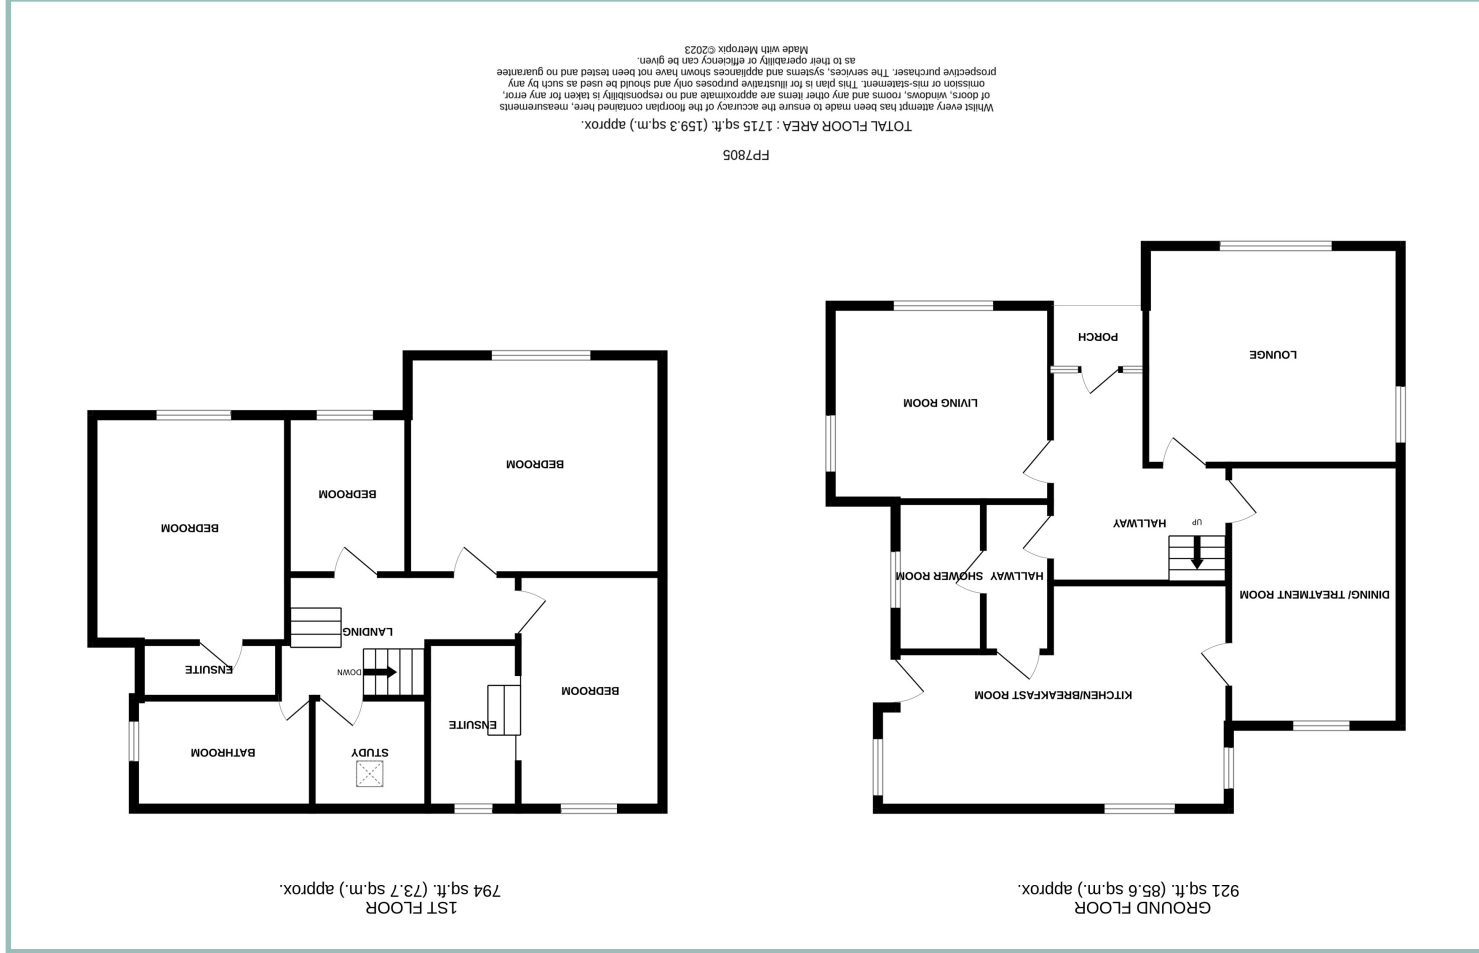 GROUND FLOOR
921 sq.ft. (85.6 sq.m.) approx.
1ST FLOOR
794 sq.ft. (73.7 sq.m.) approx.
KITCHEN/BREAKFAST ROOM
DINING/ TREATMENT ROOM
HALLWAY
SHOWER ROOM
UP
HALLWAY
LIVING ROOM
LOUNGE
PORCH
STUDY
BATHROOM
ENSUITE
BEDROOM
DOWN
ENSUITE
LANDING
BEDROOM
BEDROOM
BEDROOM
FP7805
TOTAL FLOOR AREA : 1715 sq.ft. (159.3 sq.m.) approx.
Whilst every attempt has been made to ensure the accuracy of the floorplan contained here, measurements
of doors, windows, rooms and any other items are approximate and no responsibility is taken for any error,
omission or mis-statement. This plan is for illustrative purposes only and should be used as such by any
prospective purchaser. The services, systems and appliances shown have not been tested and no guarantee
as to their operability or efficiency can be given.
Made with Metropix ©2023